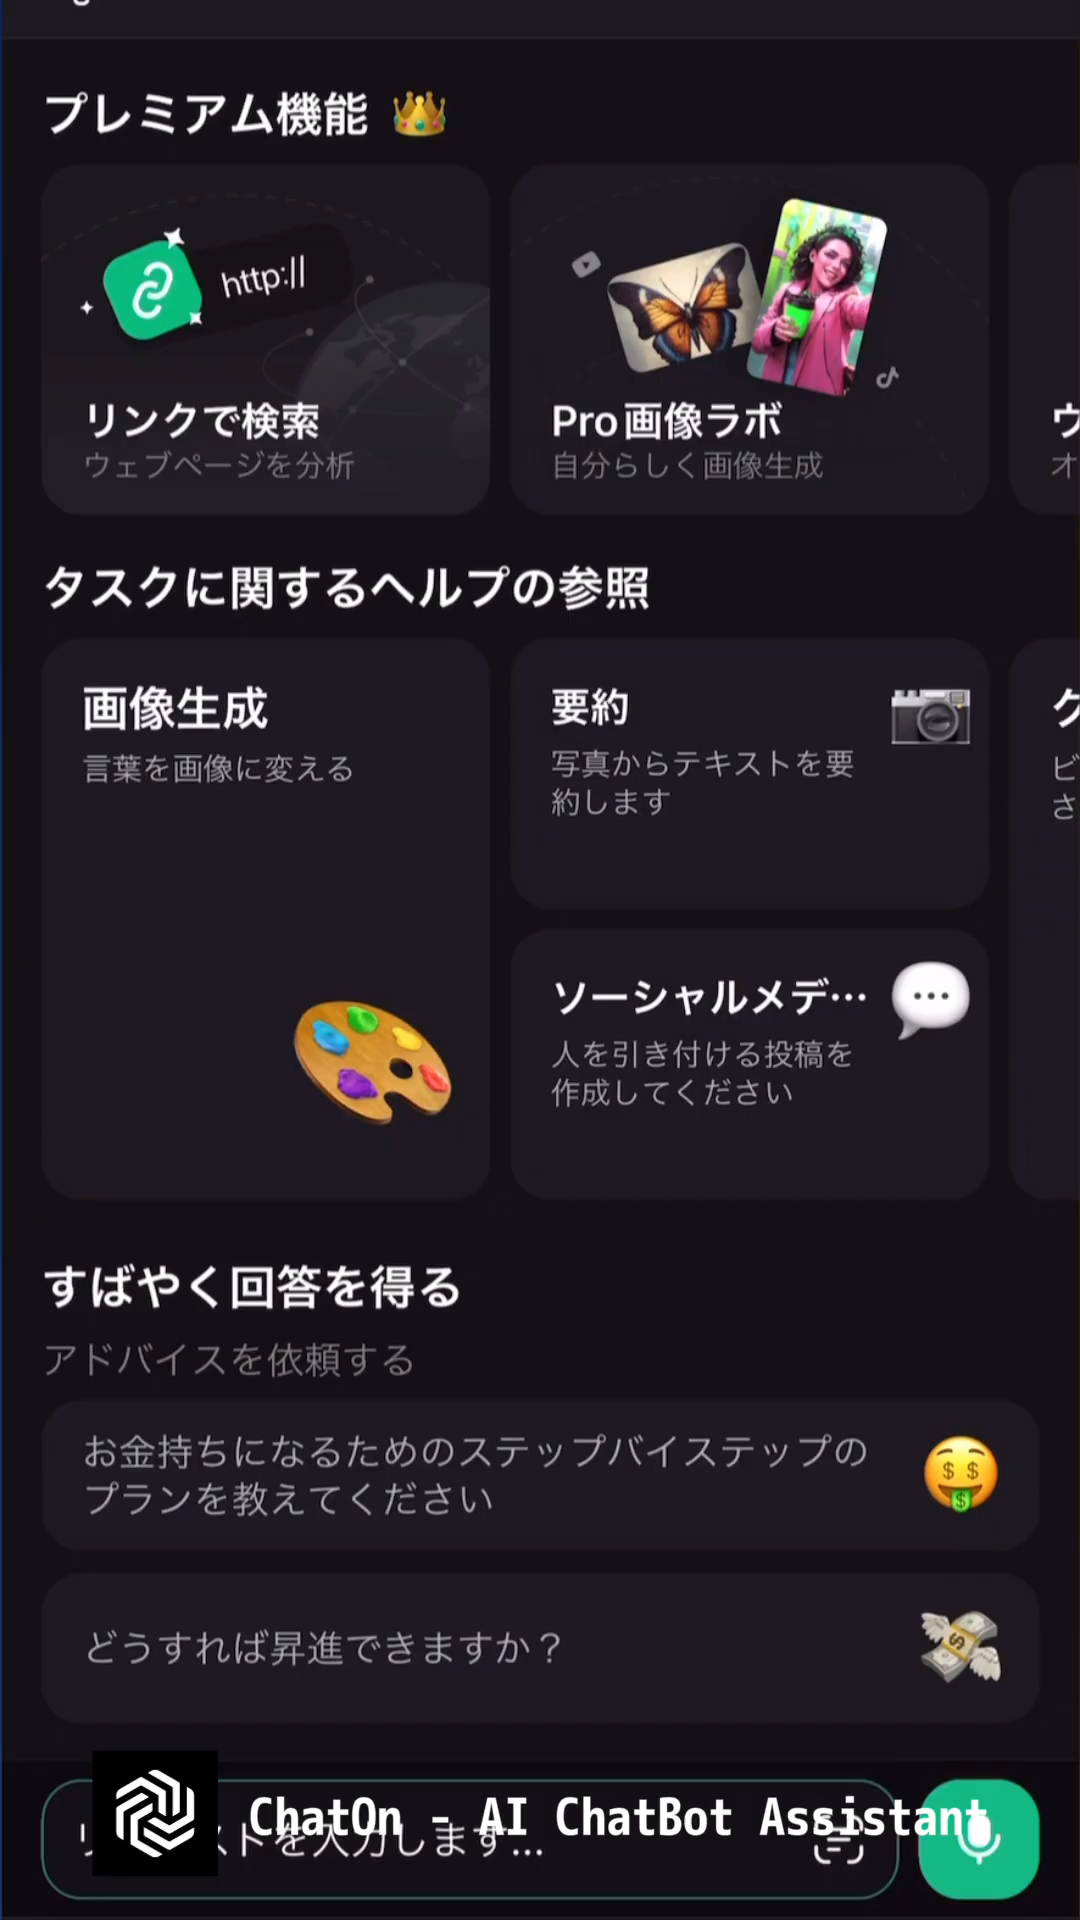 プレミアム機能
http://
リンクで検索
ウェブページを分析
Pro画像ラボ
自分らしく画像生成
タスクに関するヘルプの参照
画像生成
言葉を画像に変える
要約
写真からテキストを要
約します
ソーシャルメデ…
人を引き付ける投稿を
作成してください
すばやく回答を得る
アドバイスを依頼する
お金持ちになるためのステップバイステップの
プランを教えてください
どうすれば昇進できますか？
ChatOn - AI ChatBot Assistant
トを入力します...